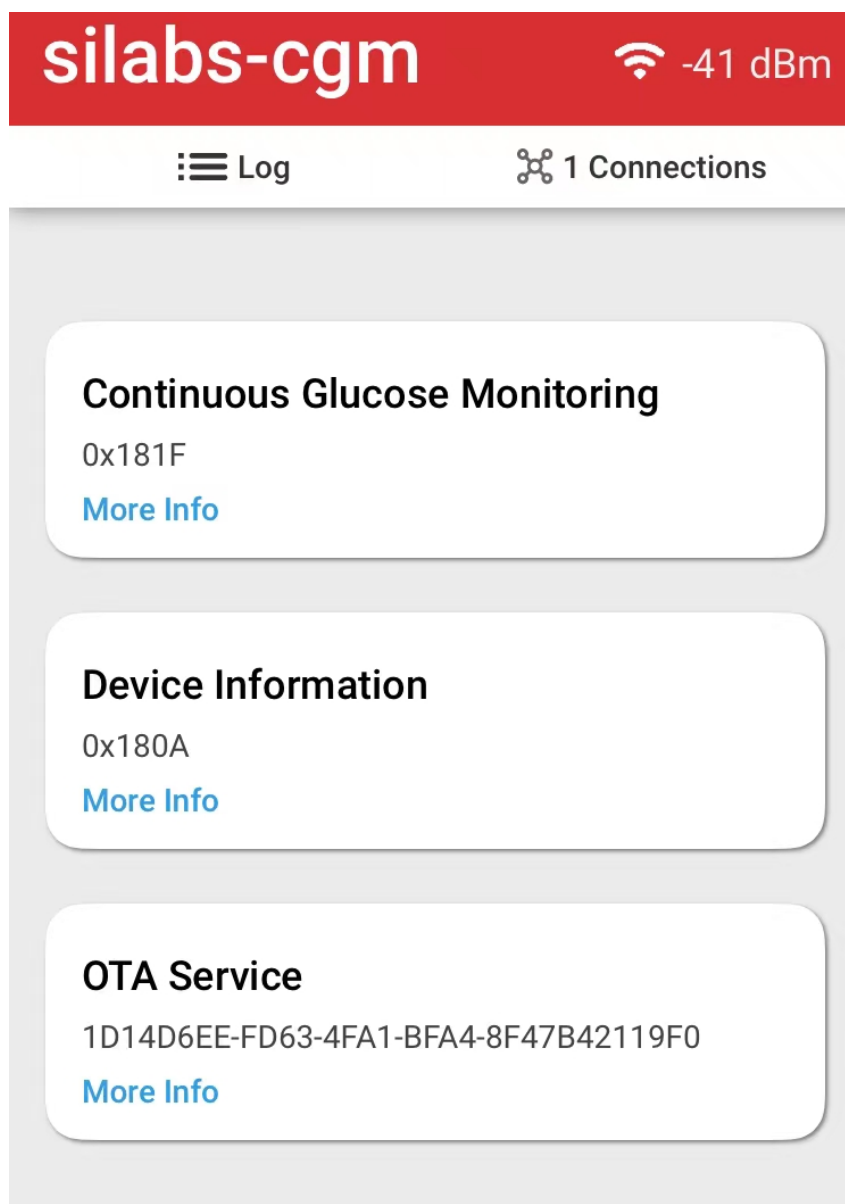 silabs-cgm
-41 dBm
Log
1 Connections
Continuous Glucose Monitoring
0x181F
More Info
Device Information
0x180A
More Info
OTA Service
1D14D6EE-FD63-4FA1-BFA4-8F47B42119F0
More Info